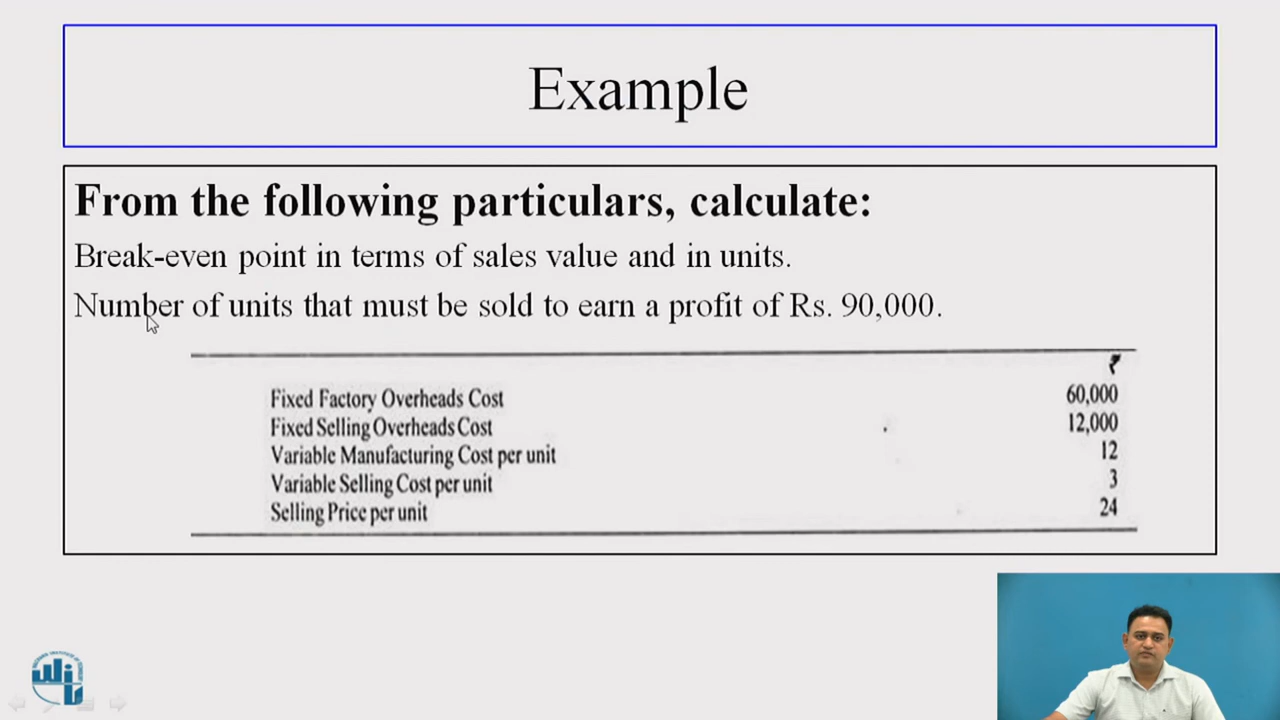 Example
From the following particulars, calculate:
Break-even point in terms of sales value and in units.
Number of units that must be sold to earn a profit of Rs. 90,000.
₹
Fixed Factory Overheads Cost 60,000
Fixed Selling Overheads Cost 12,000
Variable Manufacturing Cost per unit 12
Variable Selling Cost per unit 3
Selling Price per unit 24